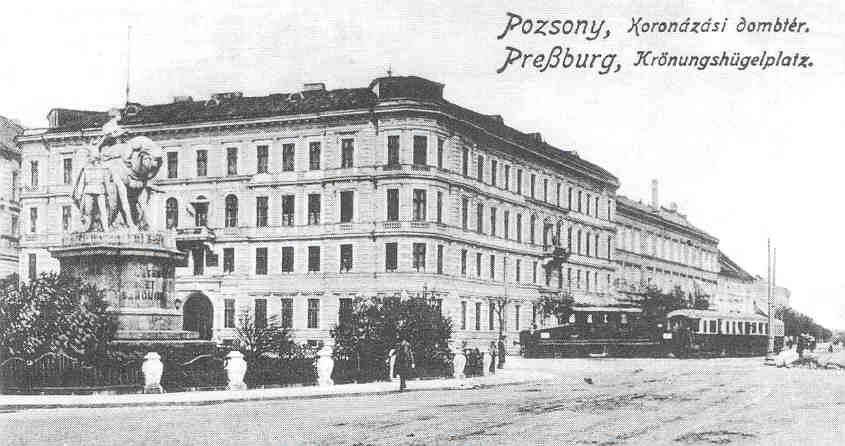 Pozsony, Koronázási dombtér.
Preßburg, Krönungshügelplatz.